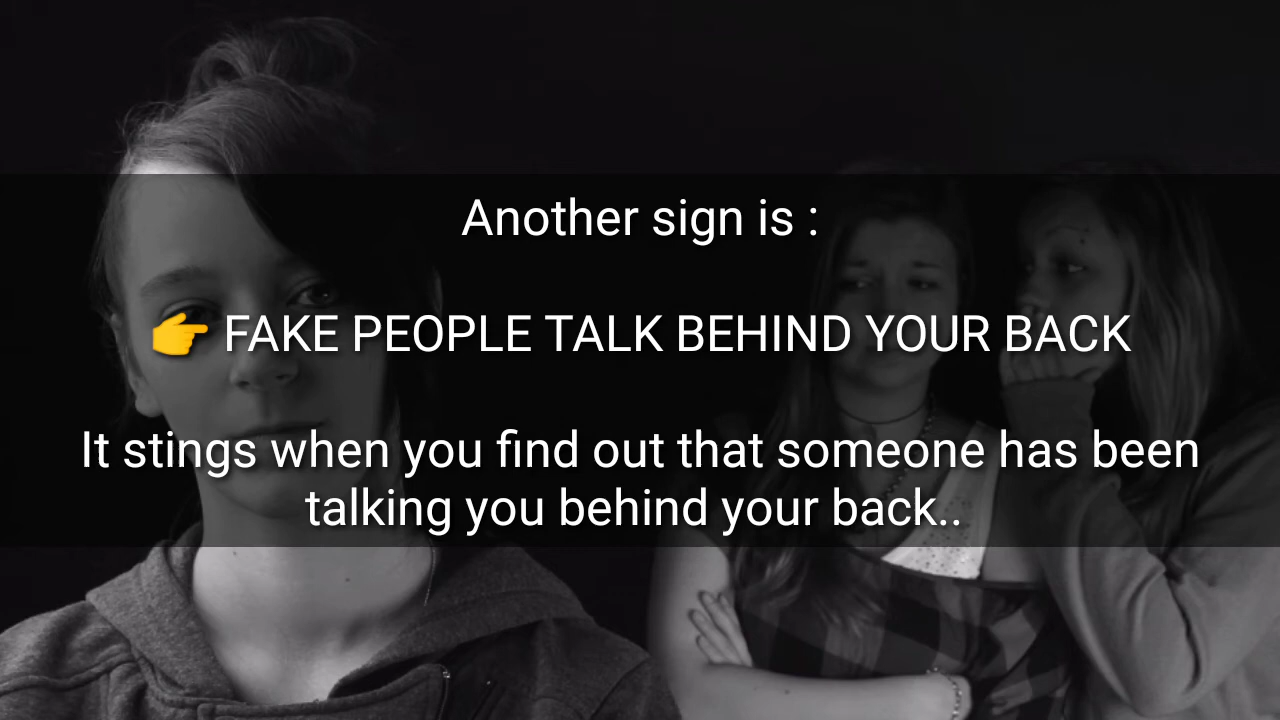 Another sign is :
👉 FAKE PEOPLE TALK BEHIND YOUR BACK
It stings when you find out that someone has been
talking you behind your back..